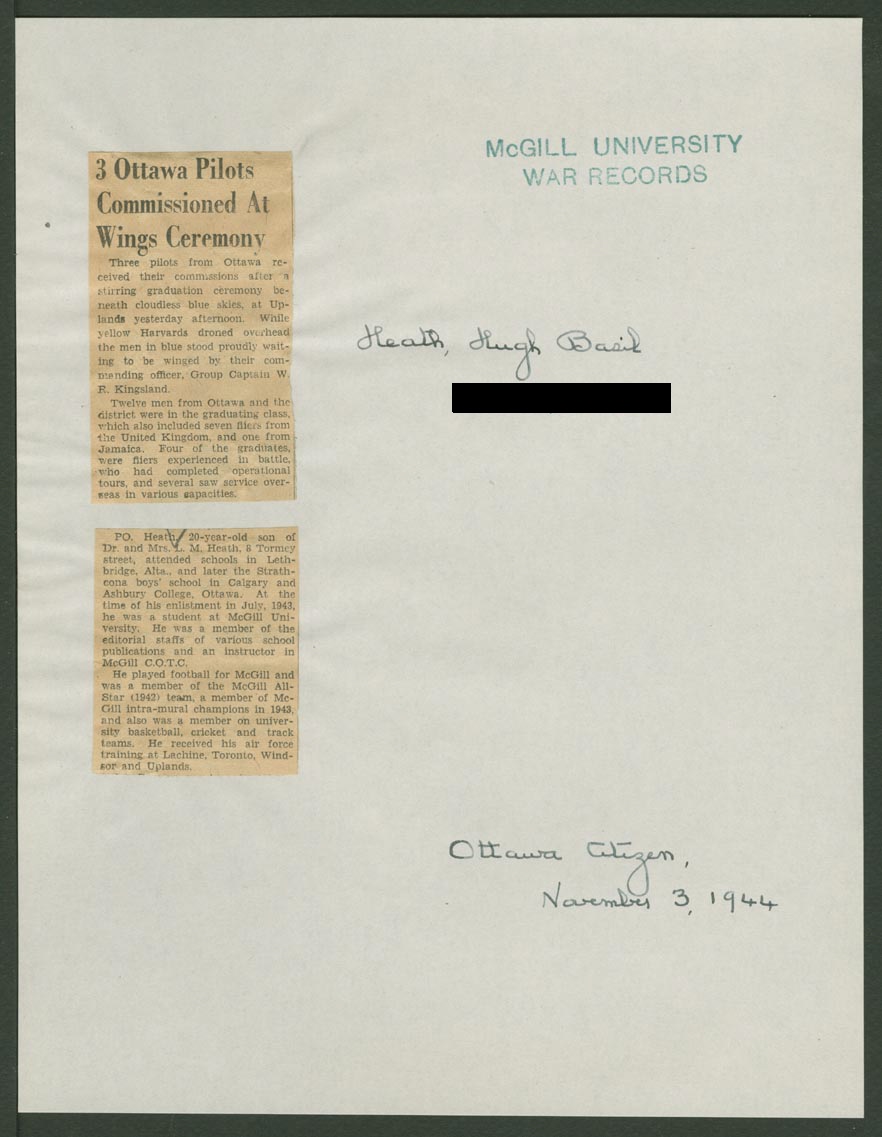 McGILL UNIVERSITY
WAR RECORDS
3 Ottawa Pilots
Commissioned At
Wings Ceremony
Three pilots from Ottawa re-
ceived their commissions after a
stirring graduation ceremony be-
neath cloudless blue skies, at Up-
lands yesterday afternoon. While
yellow Harvards droned overhead
the men in blue stood proudly wait-
ing to be winged by their com-
manding officer, Group Captain W.
R. Kingsland.
Twelve men from Ottawa and the
district were in the graduating class,
which also included seven fliers from
the United Kingdom, and one from
Jamaica. Four of the graduates,
were fliers experienced in battle,
who had completed operational
tours, and several saw service over-
seas in various capacities.
Heath, Hugh Basil
PO. Heath, 20-year-old son of
Dr. and Mrs. L. M. Heath, 8 Tormey
street, attended schools in Leth-
bridge, Alta., and later the Strath-
cona boys' school in Calgary and
Ashbury College, Ottawa. At the
time of his enlistment in July, 1943,
he was a student at McGill Uni-
versity. He was a member of the
editorial staffs of various school
publications and an instructor in
McGill C.O.T.C.
He played football for McGill and
was a member of the McGill All-
Star (1942) team, a member of Mc-
Gill intra-mural champions in 1943,
and also was a member on univer-
sity basketball, cricket and track
teams. He received his air force
training at Lachine, Toronto, Wind-
sor and Uplands.
Ottawa Citizen,
November 3, 1944